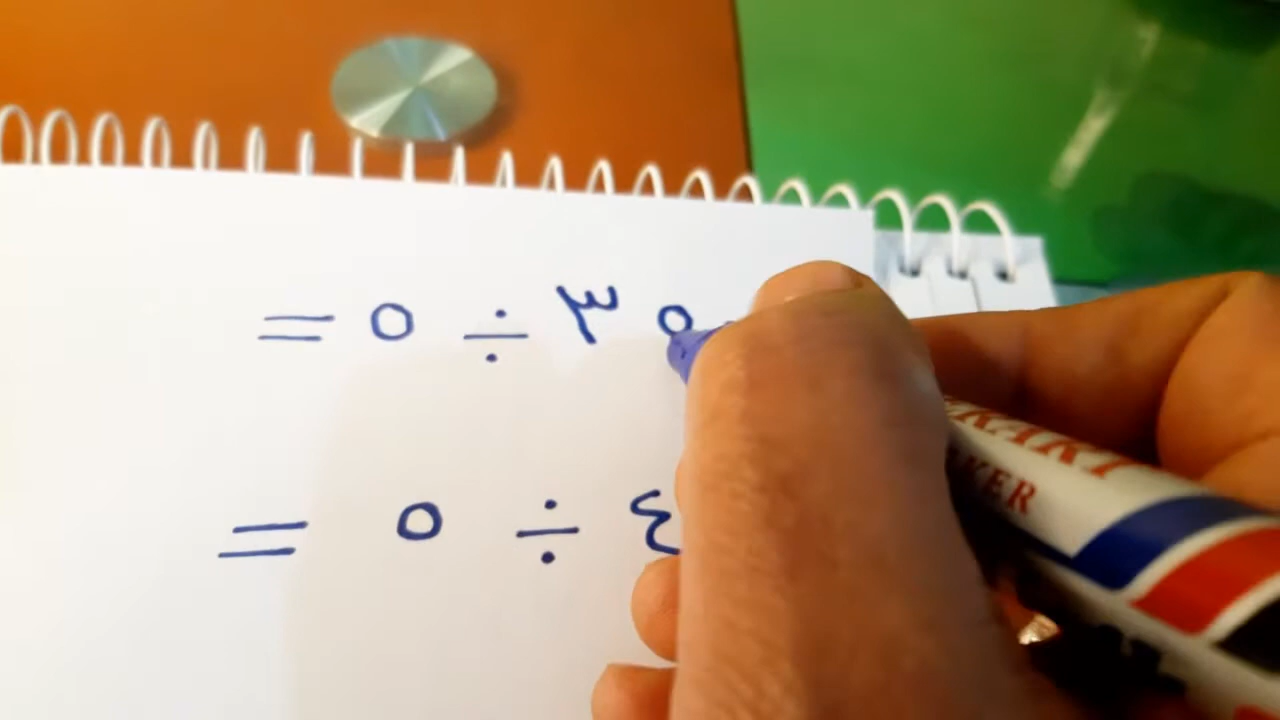 ٣٥ ÷ ٥ =
٤ ÷ ٥ =